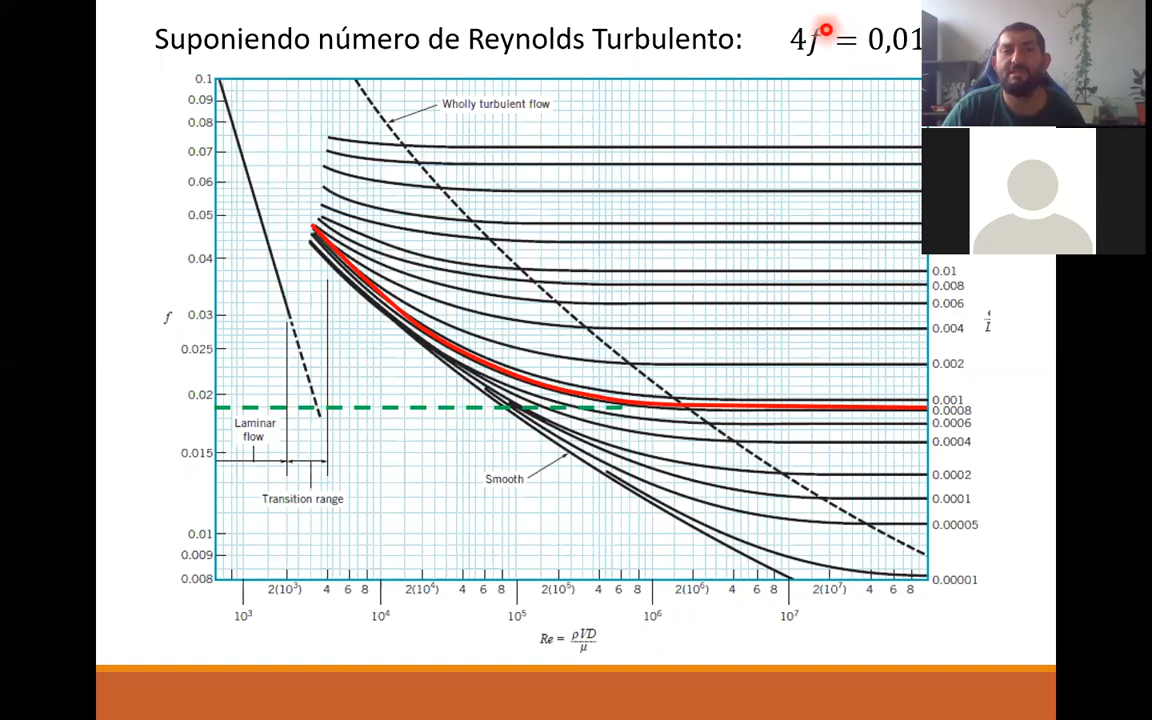 Suponiendo número de Reynolds Turbulento: 4f = 0,01
0.1
0.09
0.08
0.07
0.06
0.05
0.04
f
0.03
0.025
0.02
0.015
0.01
0.009
0.008
Wholly turbulent flow
Laminar
flow
Transition range
Smooth
0.01
0.008
0.006
0.004
0.002
0.001
0.0008
0.0006
0.0004
0.0002
0.0001
0.00005
0.00001
2(10³) 4 6 8 2(10⁴) 4 6 8 2(10⁵) 4 6 8 2(10⁶) 4 6 8 2(10⁷) 4 6 8
10³ 10⁴ 10⁵ 10⁶ 10⁷
Re = ρVD/μ